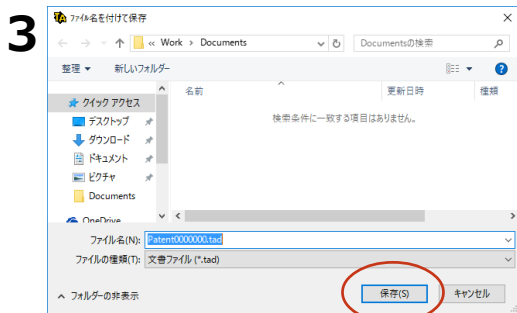 3
ファイル名を付けて保存
« Work > Documents
Documentsの検索
整理 新しいフォルダー
名前 更新日時 種類
検索条件に一致する項目はありません。
クイック アクセス
デスクトップ
ダウンロード
ドキュメント
ピクチャ
Documents
OneDrive
ファイル名(N): Patent0000000.tad
ファイルの種類(T): 文書ファイル (*.tad)
フォルダーの非表示
保存(S) キャンセル